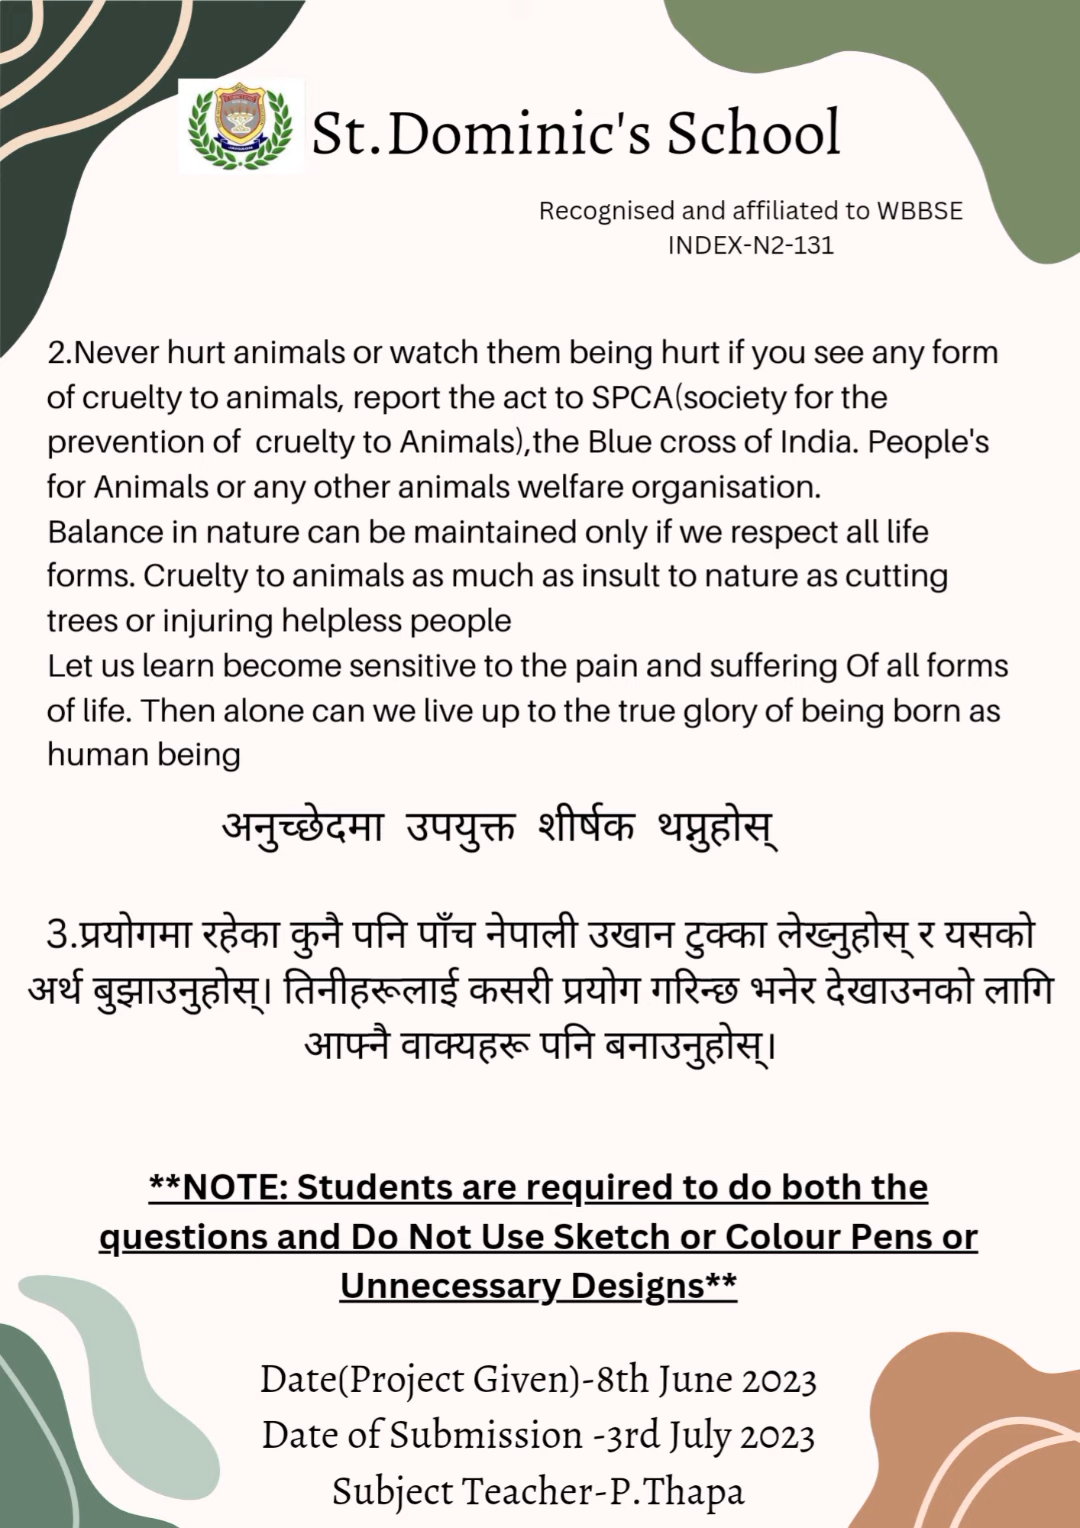 St.Dominic's School
Recognised and affiliated to WBBSE
INDEX-N2-131
2.Never hurt animals or watch them being hurt if you see any form
of cruelty to animals, report the act to SPCA(society for the
prevention of  cruelty to Animals),the Blue cross of India. People's
for Animals or any other animals welfare organisation.
Balance in nature can be maintained only if we respect all life
forms. Cruelty to animals as much as insult to nature as cutting
trees or injuring helpless people
Let us learn become sensitive to the pain and suffering Of all forms
of life. Then alone can we live up to the true glory of being born as
human being
अनुच्छेदमा उपयुक्त शीर्षक थप्नुहोस्
3.प्रयोगमा रहेका कुनै पनि पाँच नेपाली उखान टुक्का लेख्नुहोस् र यसको
अर्थ बुझाउनुहोस्। तिनीहरूलाई कसरी प्रयोग गरिन्छ भनेर देखाउनको लागि
आफ्नै वाक्यहरू पनि बनाउनुहोस्।
**NOTE: Students are required to do both the
questions and Do Not Use Sketch or Colour Pens or
Unnecessary Designs**
Date(Project Given)-8th June 2023
Date of Submission -3rd July 2023
Subject Teacher-P.Thapa